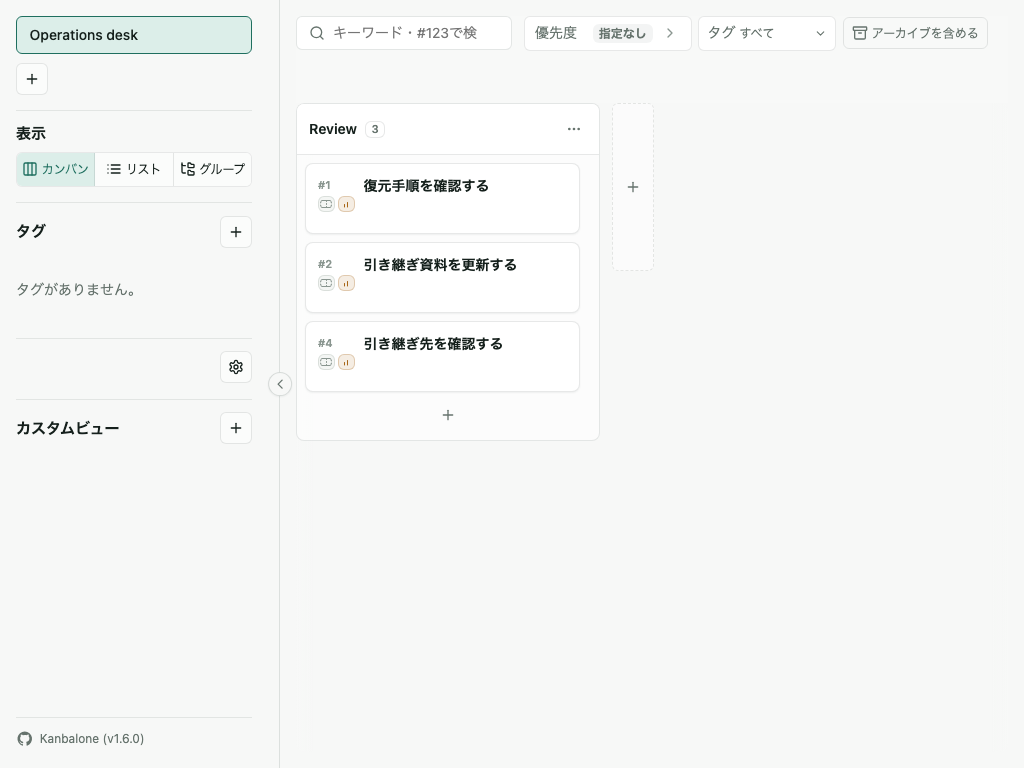 Operations desk
表示
カンバン
リスト
グループ
タグ
タグがありません。
カスタムビュー
Kanbalone (v1.6.0)
キーワード・#123で検
優先度 指定なし
タグ すべて
アーカイブを含める
Review 3
#1 復元手順を確認する
#2 引き継ぎ資料を更新する
#4 引き継ぎ先を確認する